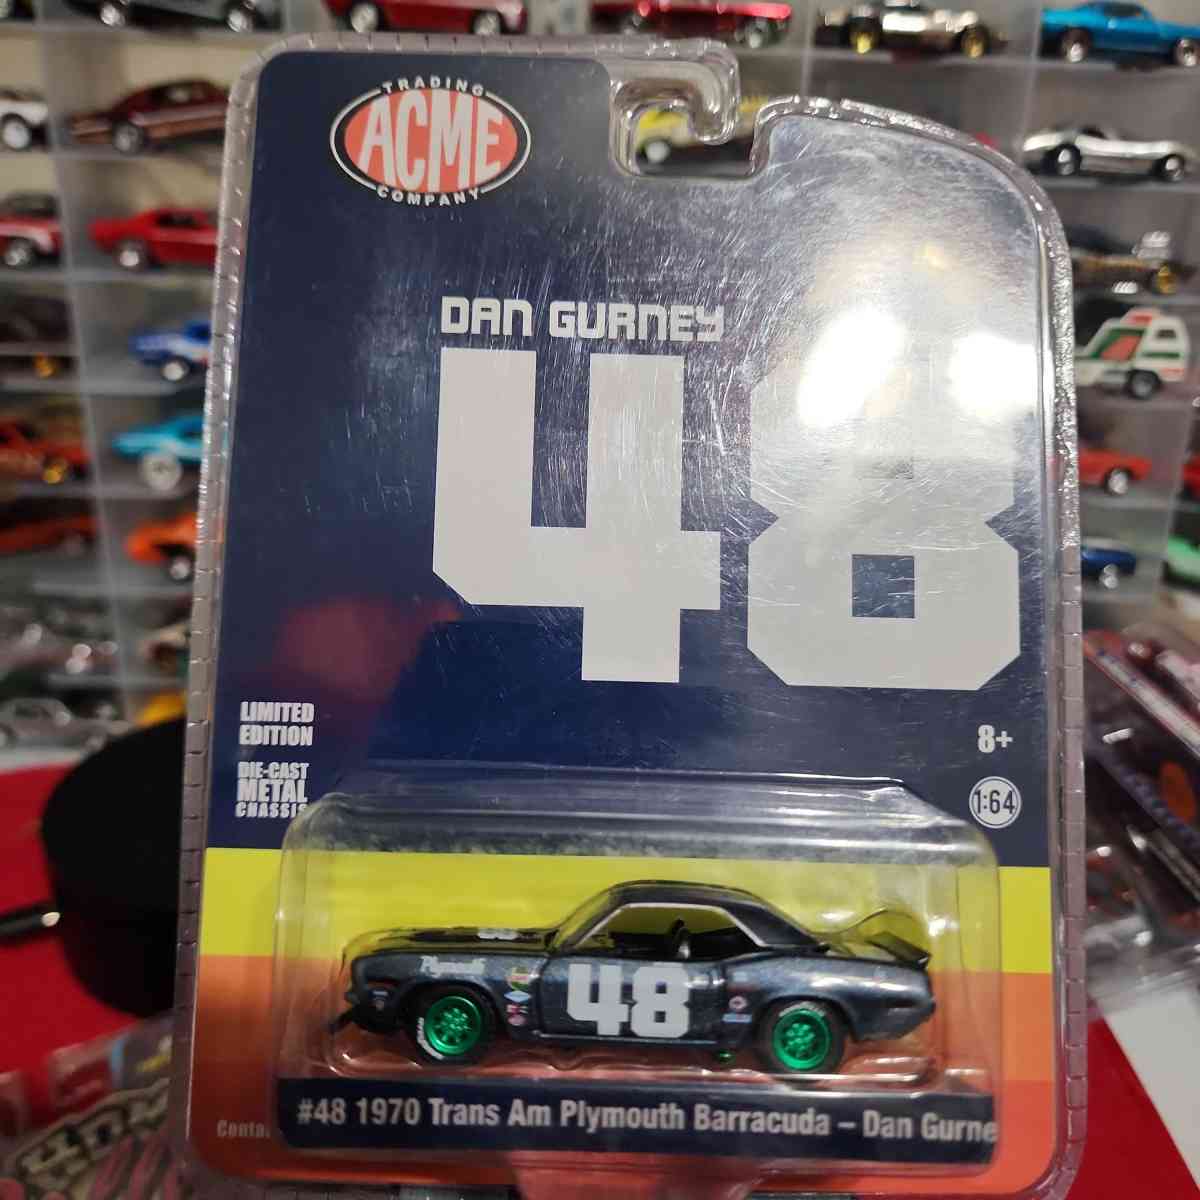 TRADING
ACME
COMPANY
DAN GURNEY
48
LIMITED
EDITION
8+
DIE-CAST
METAL
CHASSIS
1:64
Plymouth
48
#48 1970 Trans Am Plymouth Barracuda – Dan Gurne